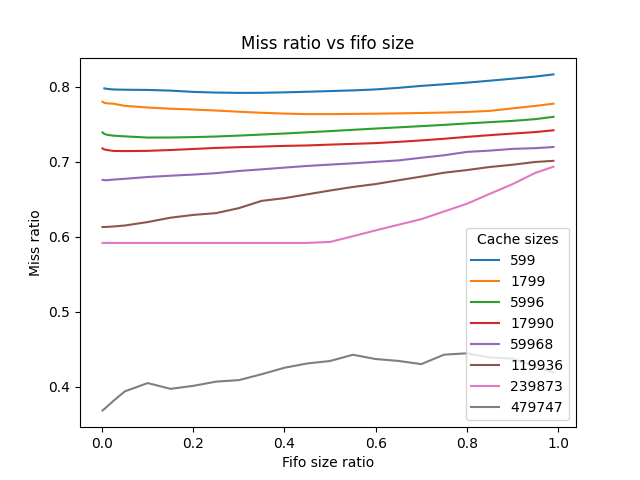 Miss ratio vs fifo size
Miss ratio
0.8
0.7
0.6
0.5
0.4
0.0 0.2 0.4 0.6 0.8 1.0
Fifo size ratio
Cache sizes
599
1799
5996
17990
59968
119936
239873
479747